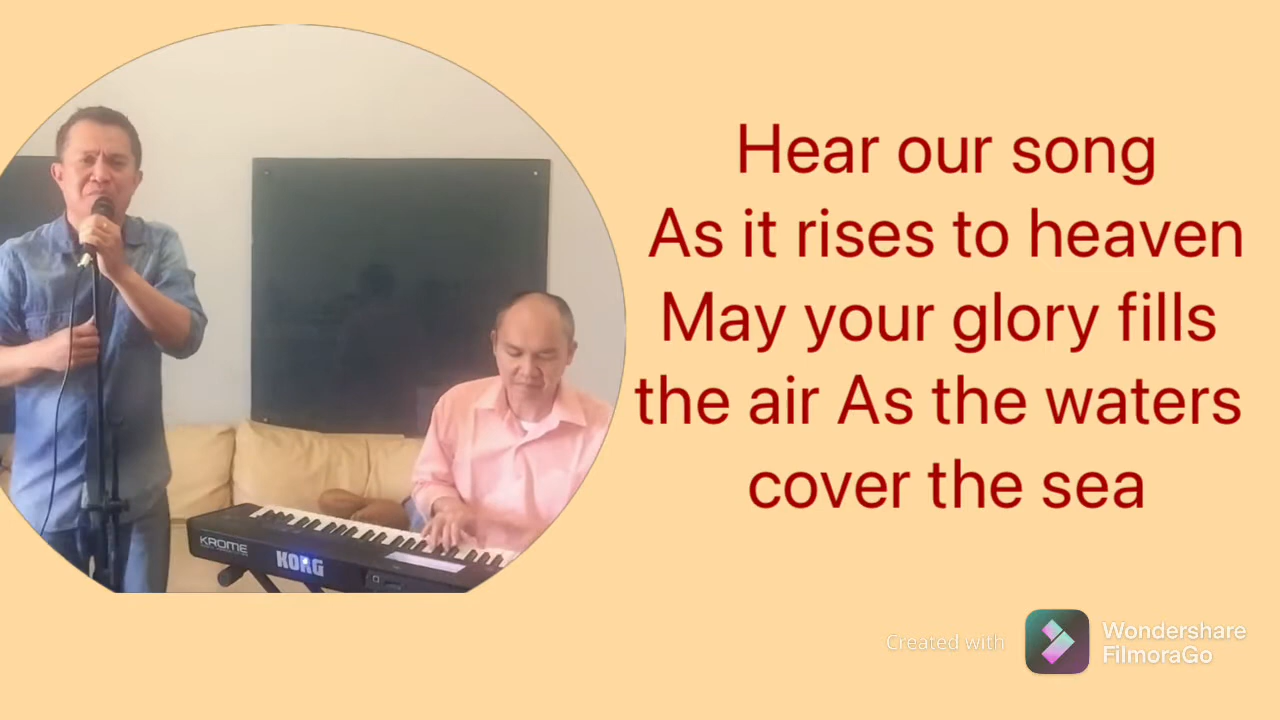 Hear our song
As it rises to heaven
May your glory fills
the air As the waters
cover the sea
KROME
KORG
Created with
Wondershare
FilmoraGo